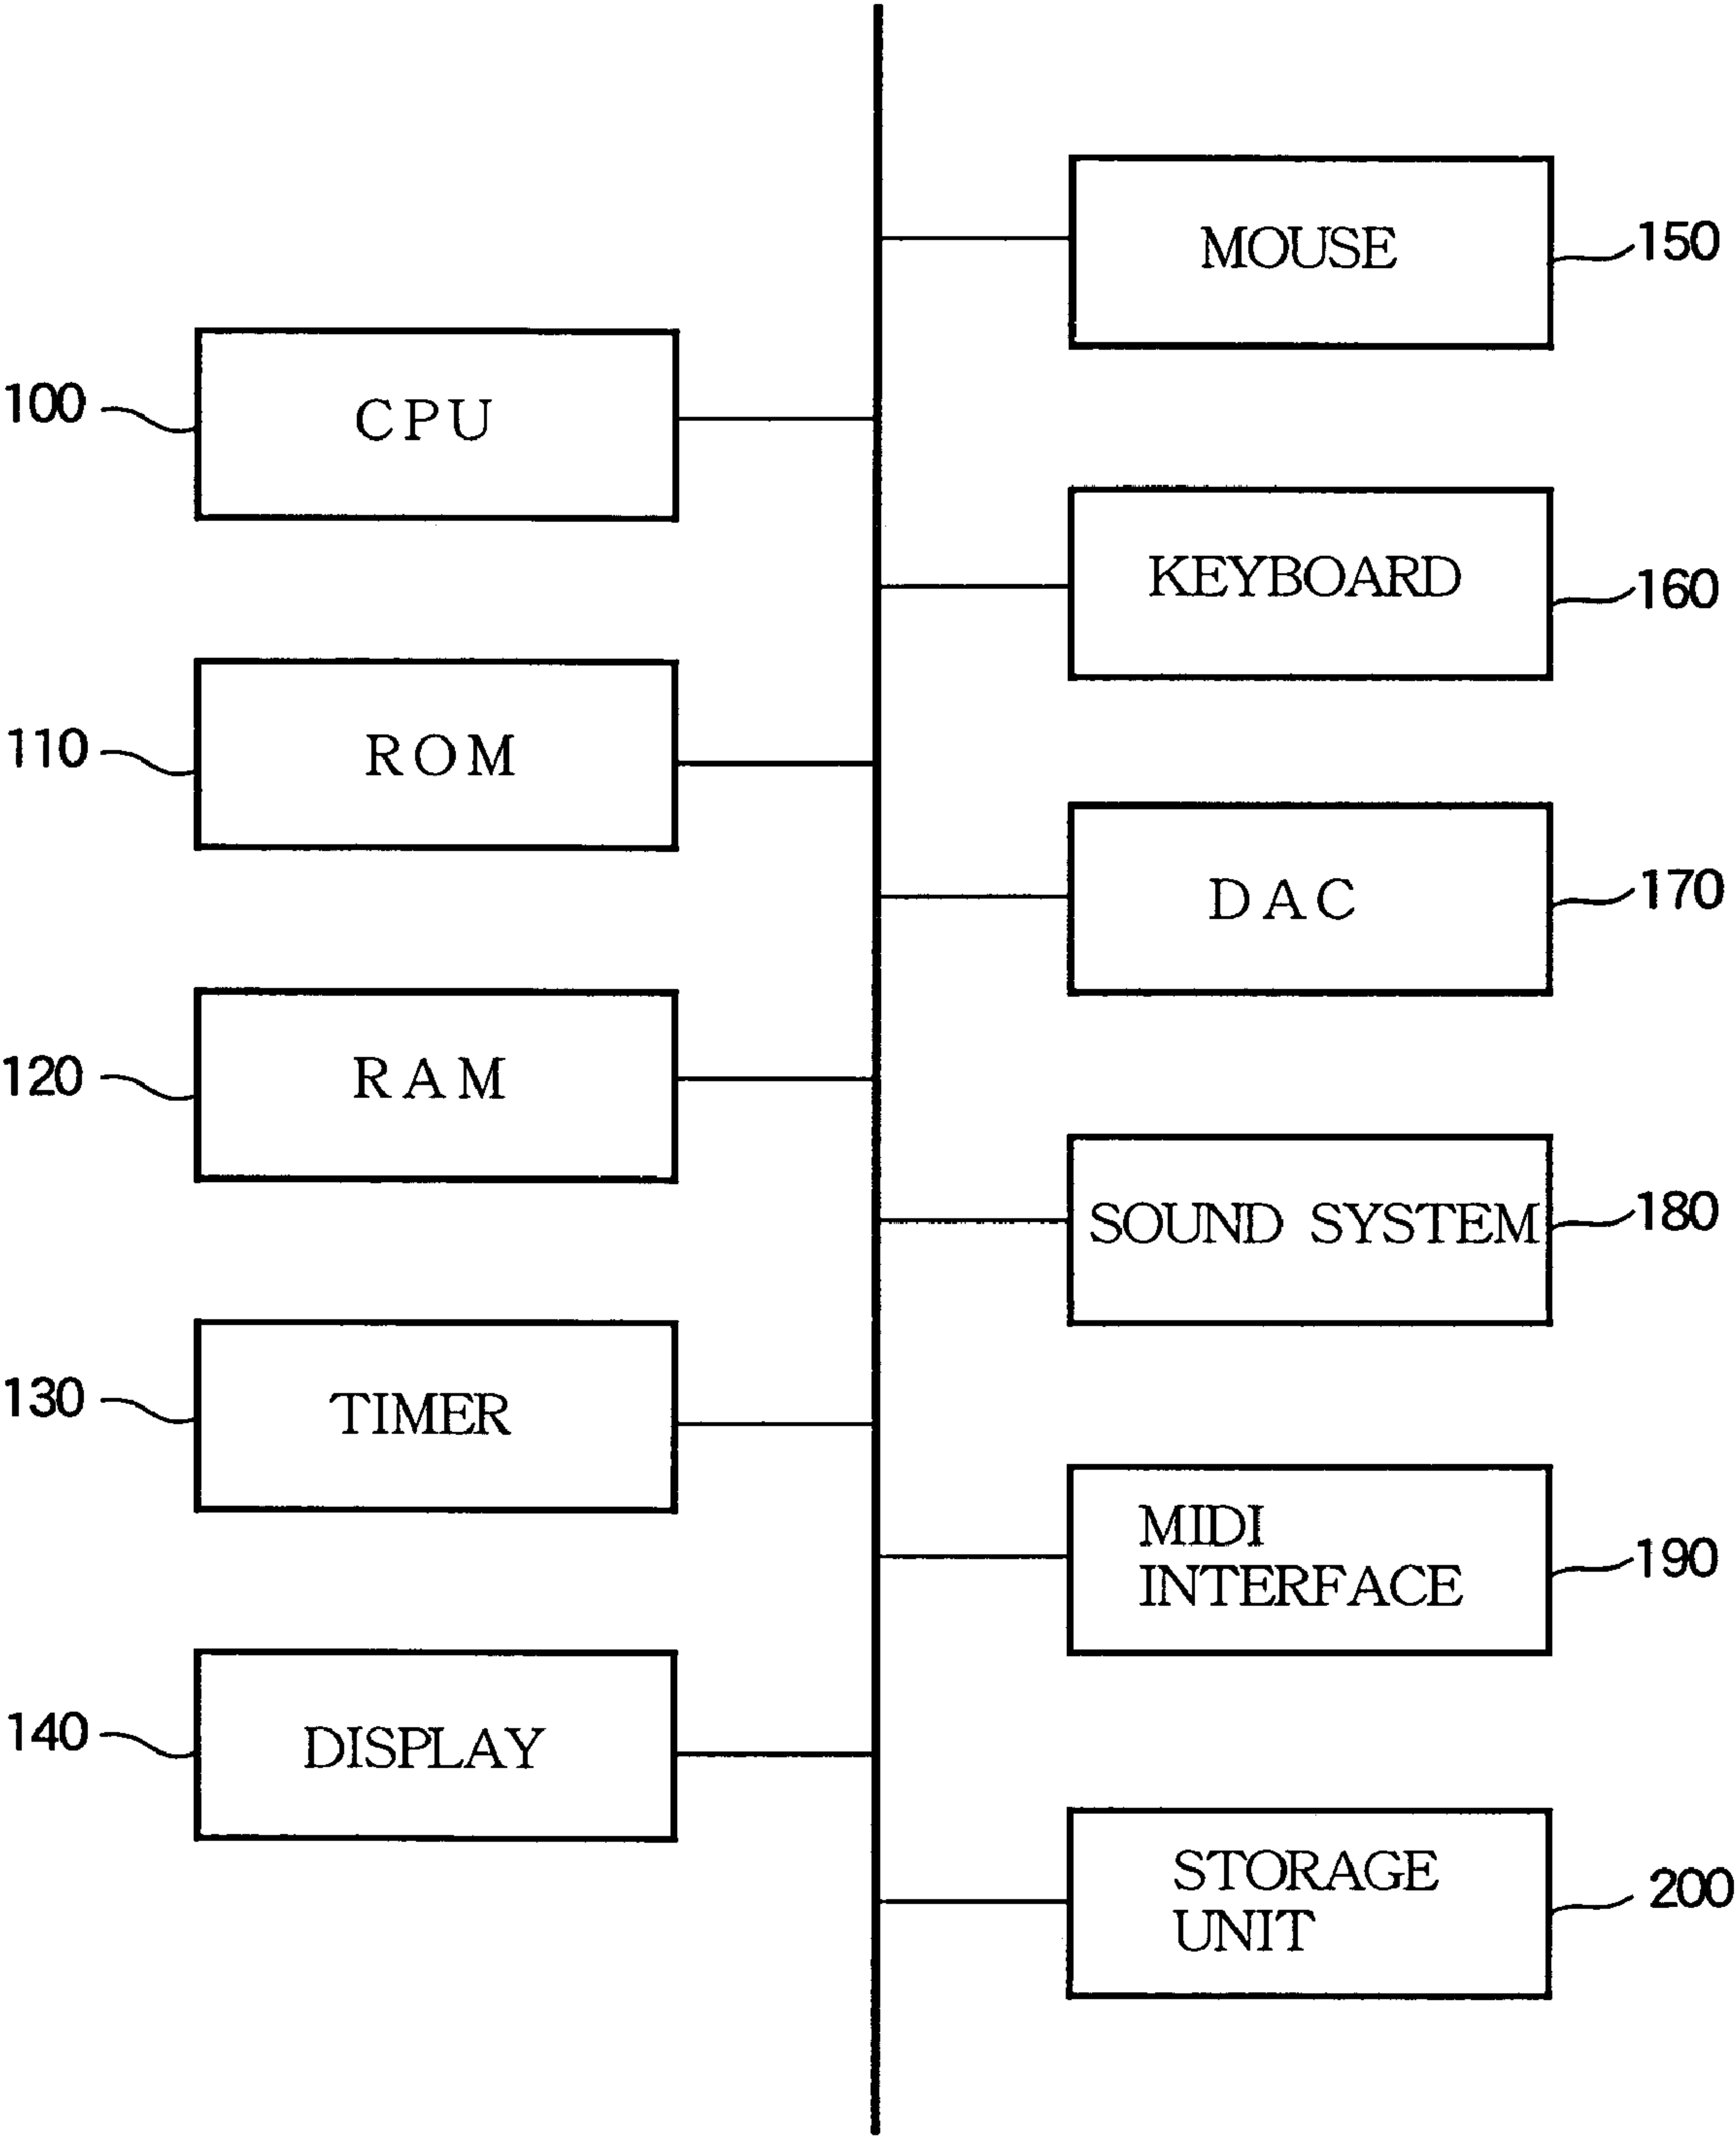 100
CPU
110
ROM
120
RAM
130
TIMER
140
DISPLAY
MOUSE
150
KEYBOARD
160
DAC
170
SOUND SYSTEM
180
MIDI
INTERFACE
190
STORAGE
UNIT
200